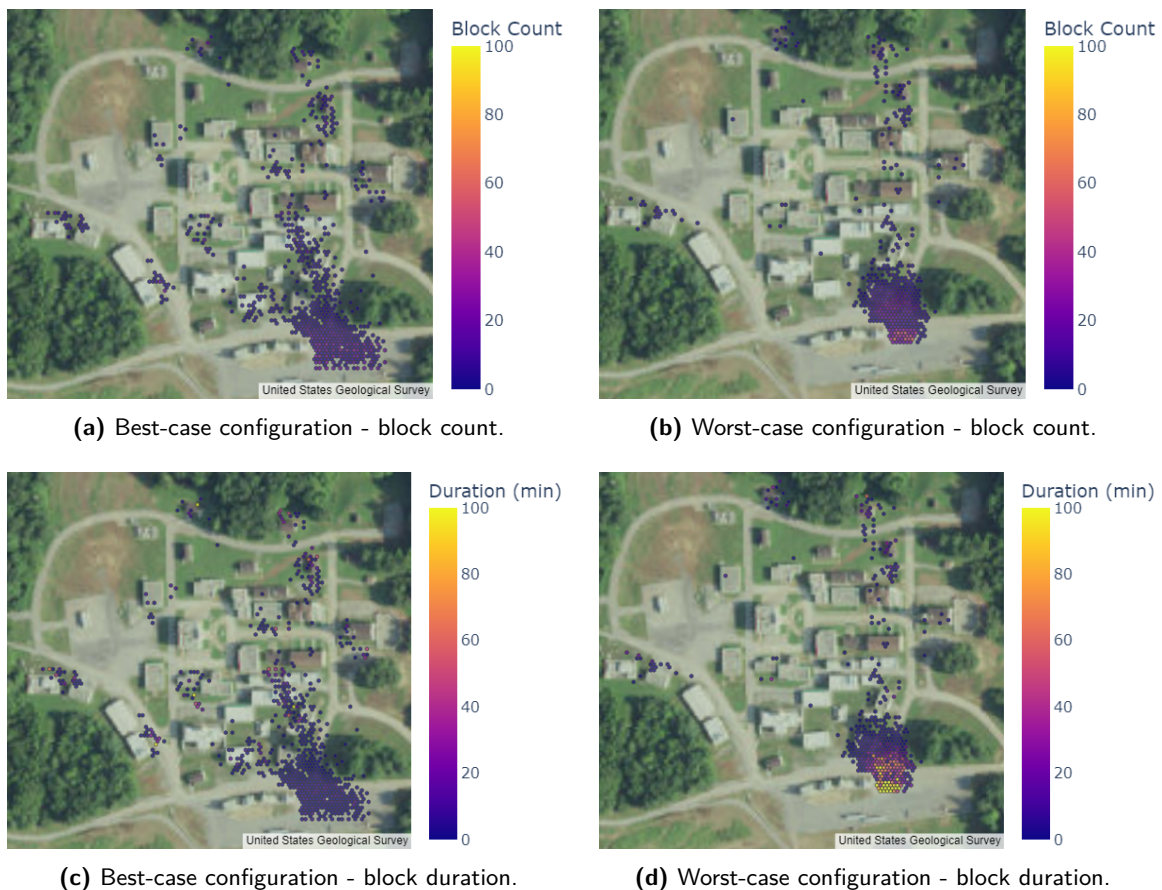 Block Count
100
80
60
40
20
0
United States Geological Survey
(a) Best-case configuration - block count.
Block Count
100
80
60
40
20
0
United States Geological Survey
(b) Worst-case configuration - block count.
Duration (min)
100
80
60
40
20
0
United States Geological Survey
(c) Best-case configuration - block duration.
Duration (min)
100
80
60
40
20
0
United States Geological Survey
(d) Worst-case configuration - block duration.